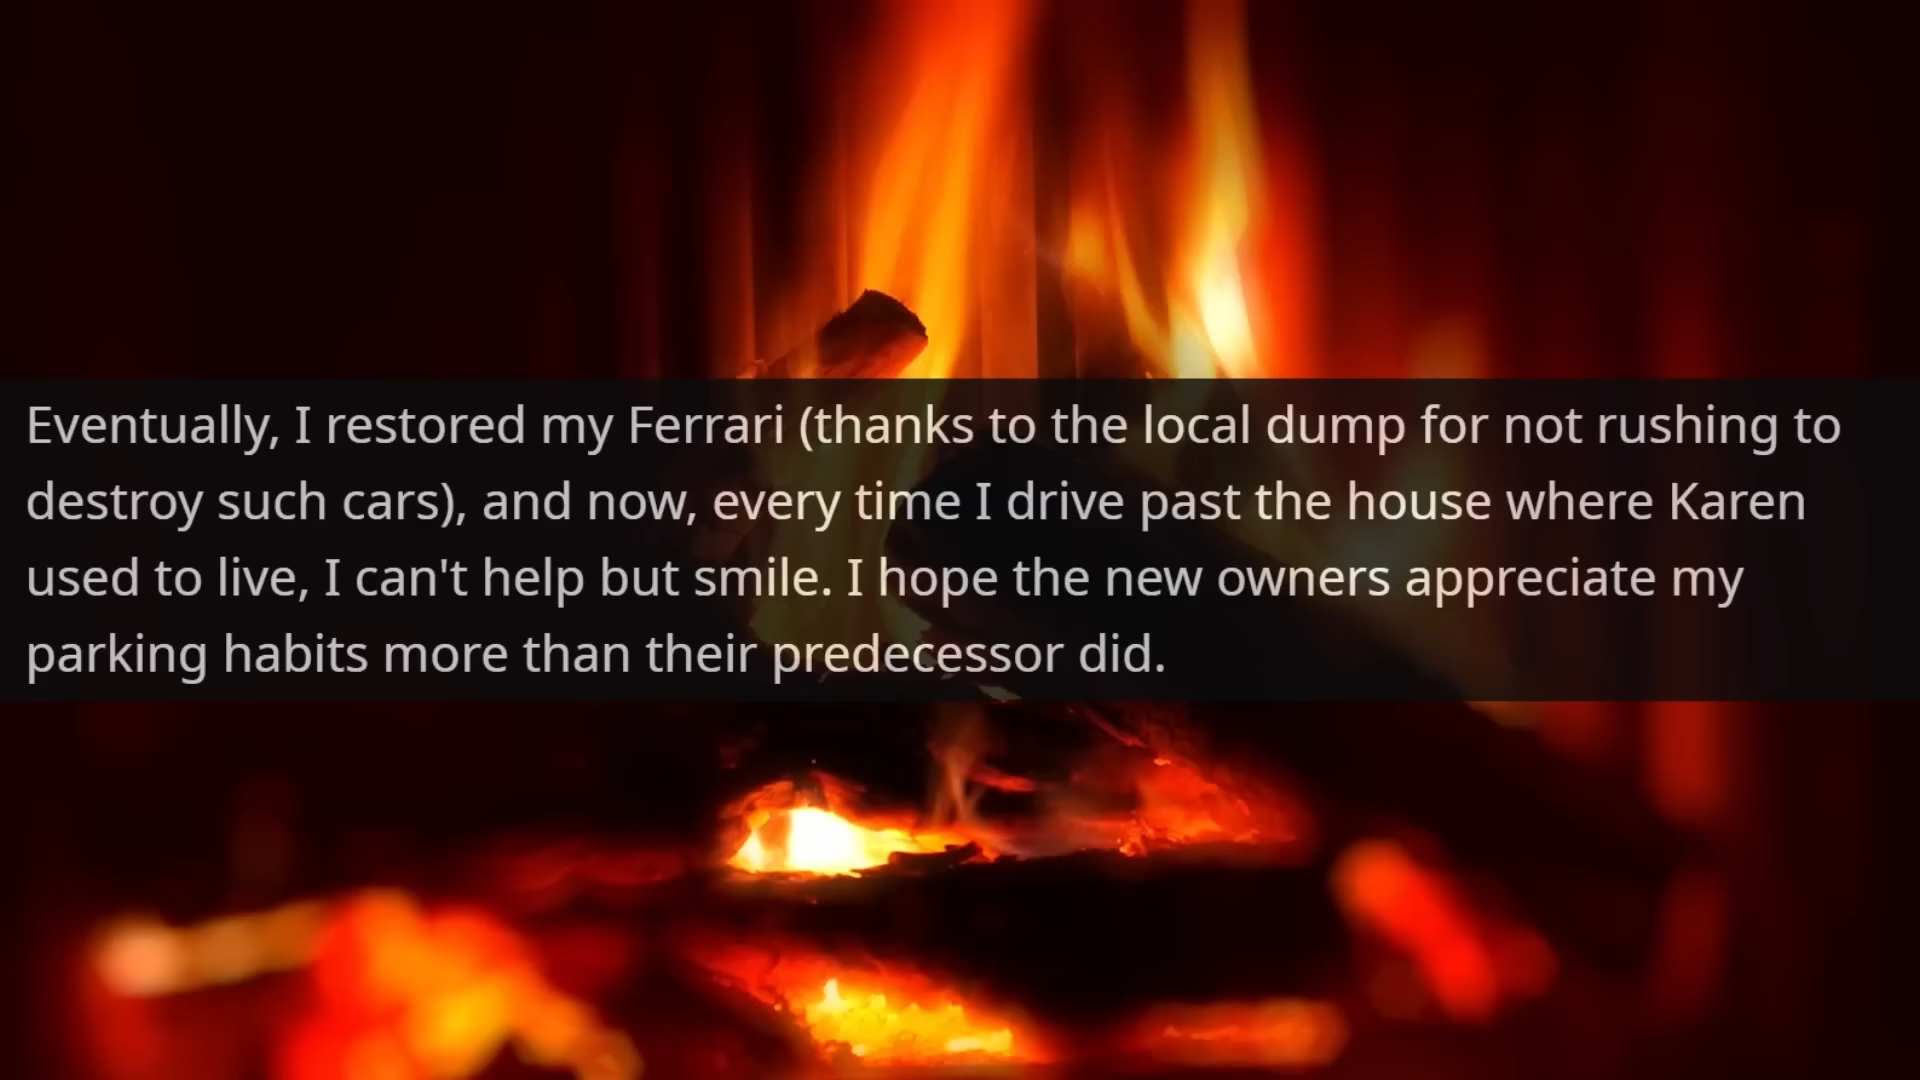 Eventually, I restored my Ferrari (thanks to the local dump for not rushing to
destroy such cars), and now, every time I drive past the house where Karen
used to live, I can't help but smile. I hope the new owners appreciate my
parking habits more than their predecessor did.